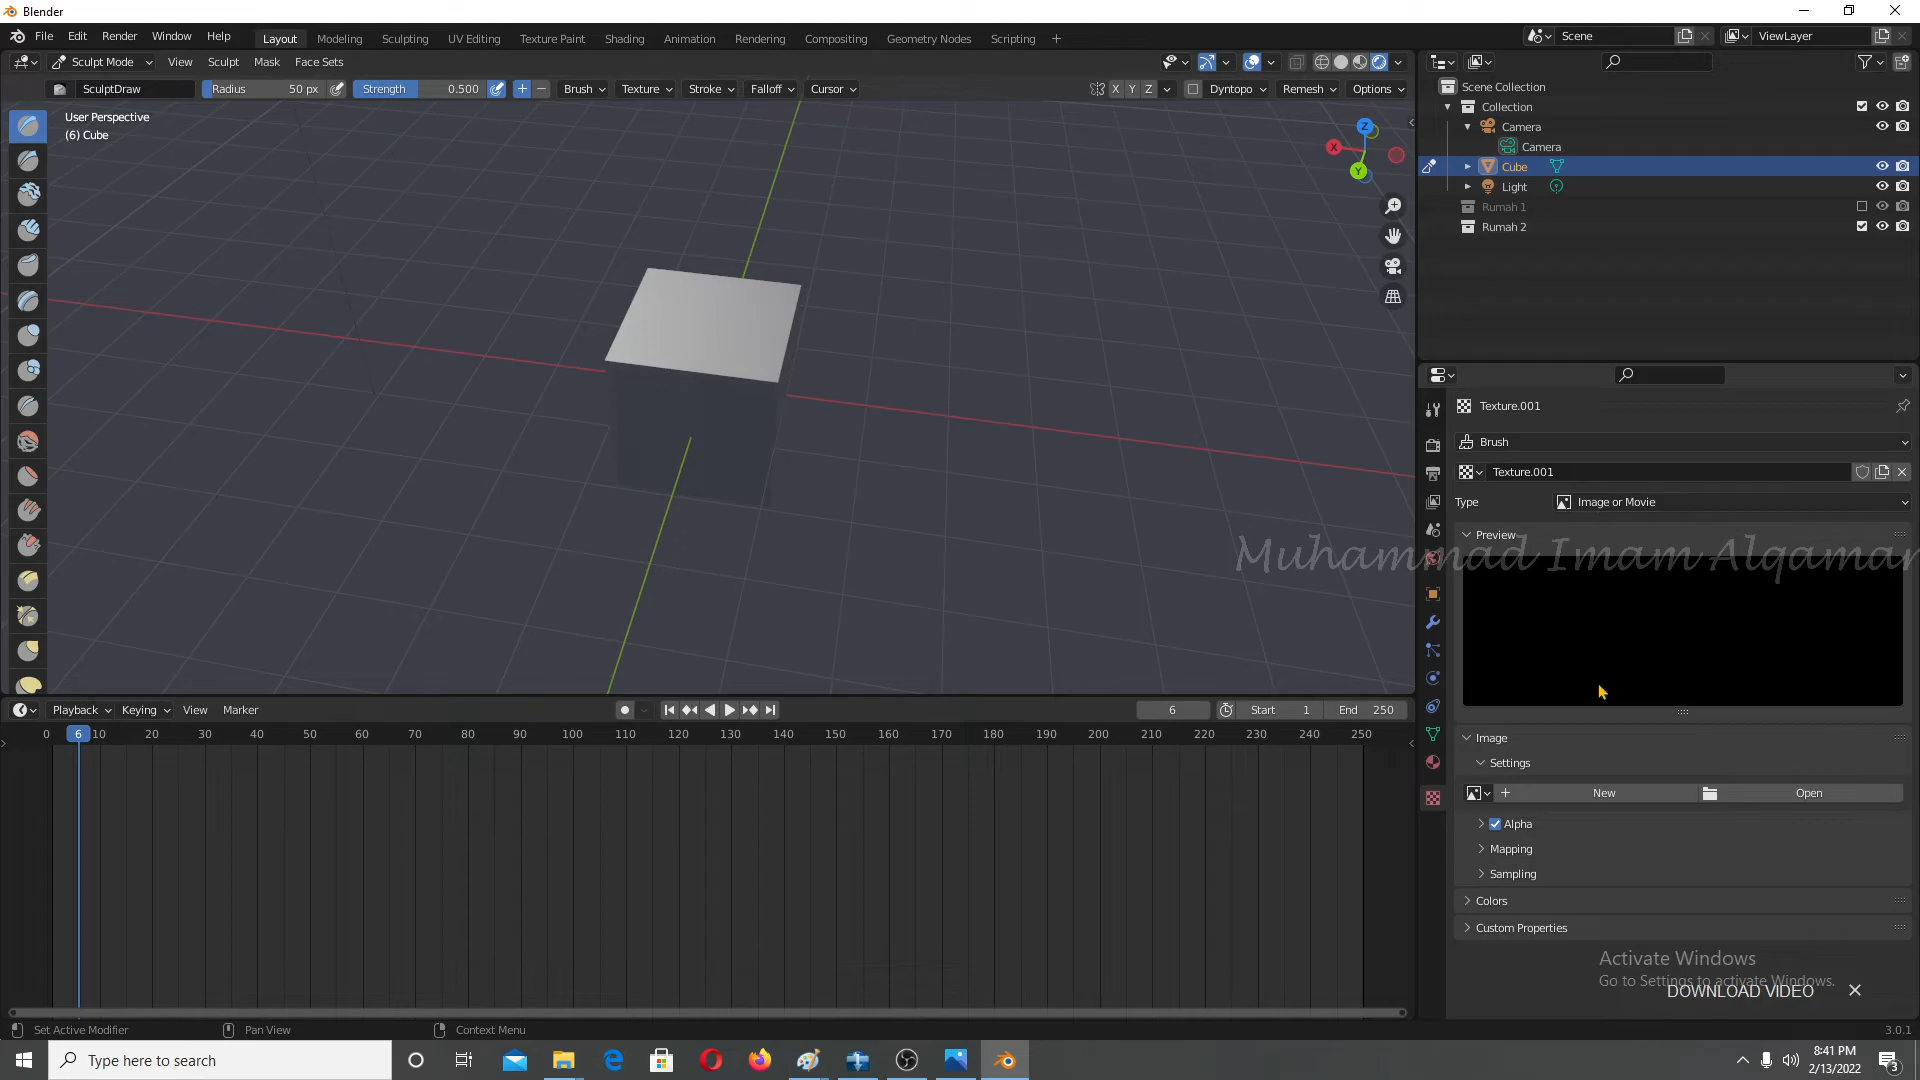 Blender
File Edit Render Window Help Layout Modeling Sculpting UV Editing Texture Paint Shading Animation Rendering Compositing Geometry Nodes Scripting + Scene ViewLayer
Sculpt Mode View Sculpt Mask Face Sets
SculptDraw Radius 50 px Strength 0.500 Brush Texture Stroke Falloff Cursor X Y Z Dyntopo Remesh Options
User Perspective
(6) Cube
Z
X
Y
Scene Collection
Collection
Camera
Camera
Cube
Light
Rumah 1
Rumah 2
Texture.001
Brush
Texture.001
Type Image or Movie
Preview
Muhammad Imam Alqamar
Image
Settings
New Open
Alpha
Mapping
Sampling
Colors
Custom Properties
Playback Keying View Marker 6 Start 1 End 250
0 6 10 20 30 40 50 60 70 80 90 100 110 120 130 140 150 160 170 180 190 200 210 220 230 240 250
Activate Windows
Go to Settings to activate Windows.
DOWNLOAD VIDEO
Set Active Modifier Pan View Context Menu 3.0.1
Type here to search
8:41 PM
2/13/2022
3